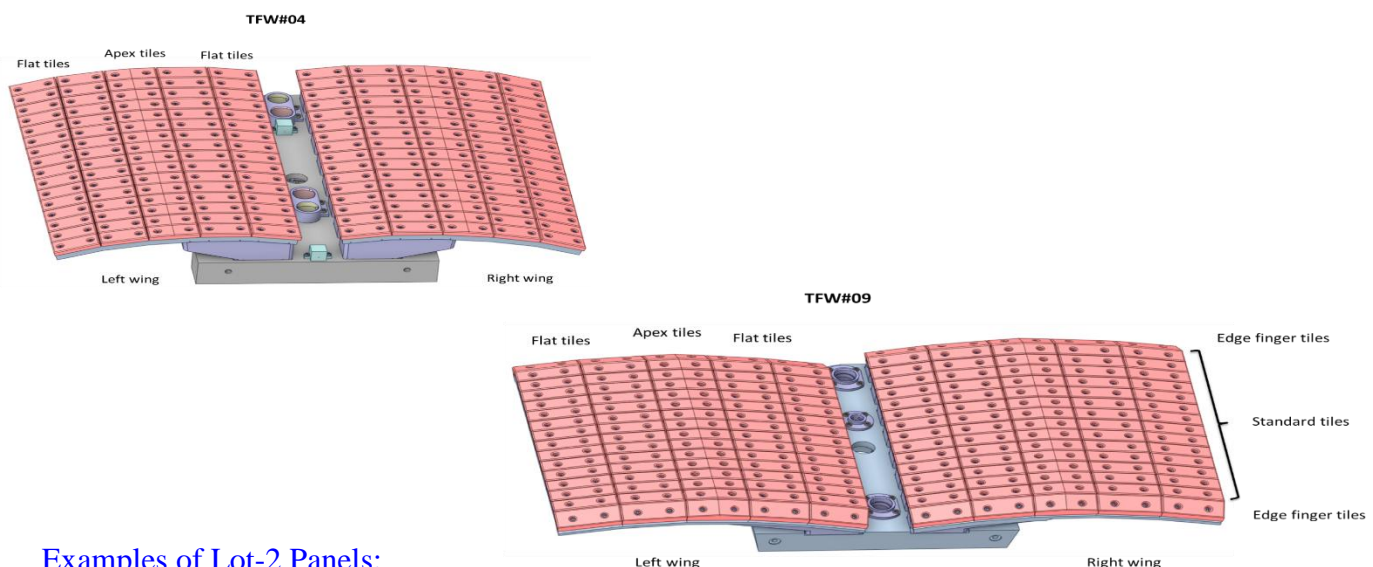 TFW#04
Flat tiles
Apex tiles
Flat tiles
Left wing
Right wing
TFW#09
Flat tiles
Apex tiles
Flat tiles
Edge finger tiles
Standard tiles
Edge finger tiles
Left wing
Right wing
Examples of Lot-2 Panels: